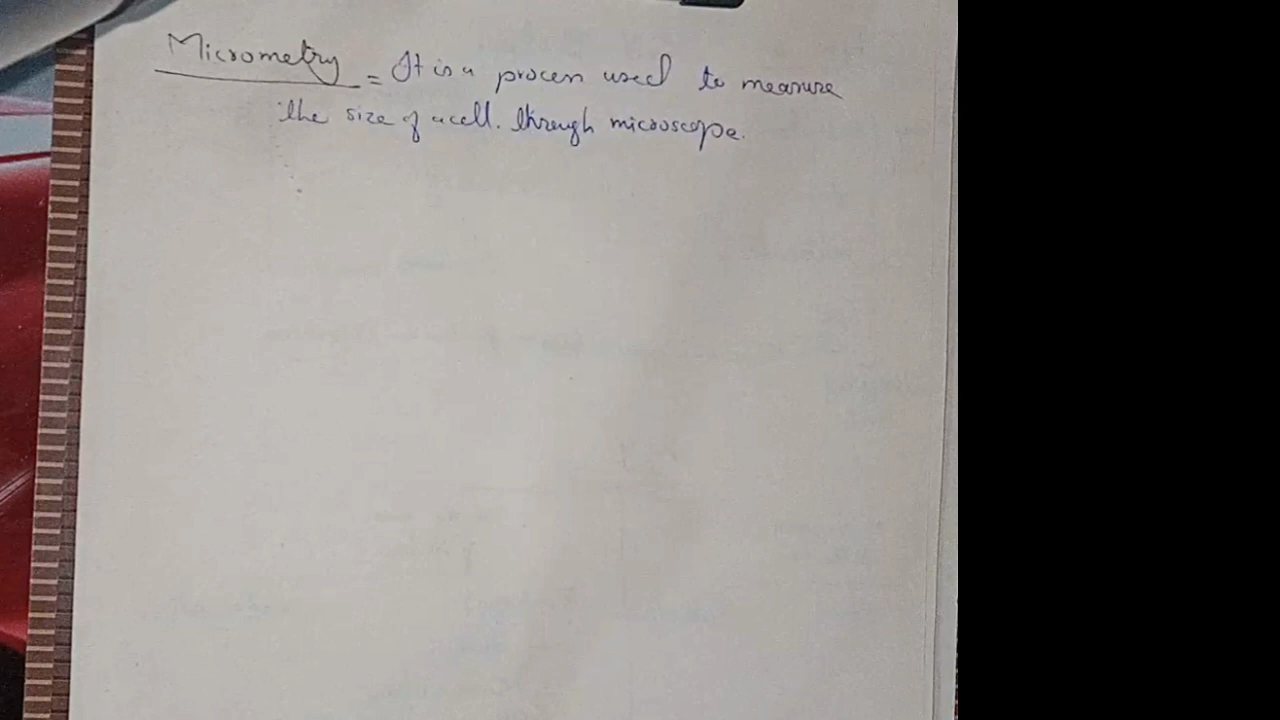 Micrometry = It is a process used to measure
the size of a cell. through microscope.